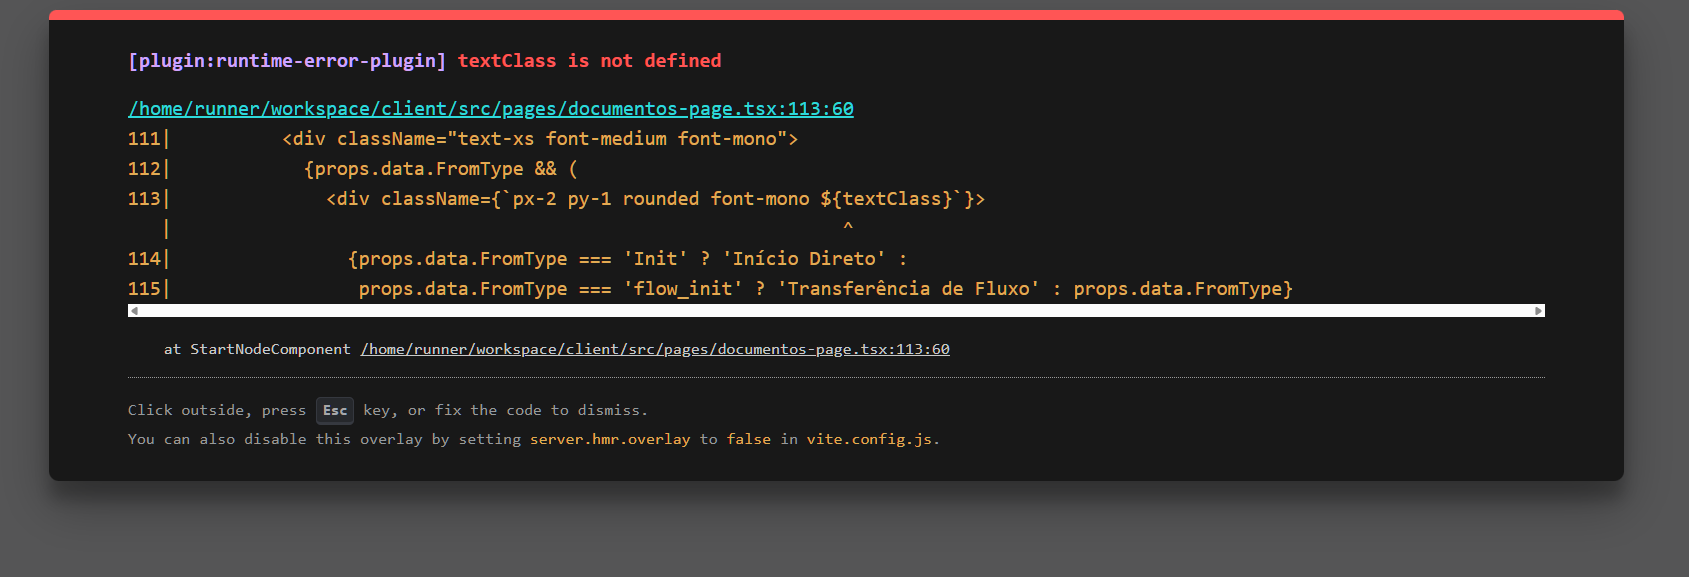 [plugin:runtime-error-plugin] textClass is not defined
/home/runner/workspace/client/src/pages/documentos-page.tsx:113:60
111|          <div className="text-xs font-medium font-mono">
112|            {props.data.FromType && (
113|              <div className={`px-2 py-1 rounded font-mono ${textClass}`}>
   |                                                             ^
114|                {props.data.FromType === 'Init' ? 'Início Direto' :
115|                 props.data.FromType === 'flow_init' ? 'Transferência de Fluxo' : props.data.FromType}
at StartNodeComponent /home/runner/workspace/client/src/pages/documentos-page.tsx:113:60
Click outside, press Esc key, or fix the code to dismiss.
You can also disable this overlay by setting server.hmr.overlay to false in vite.config.js.